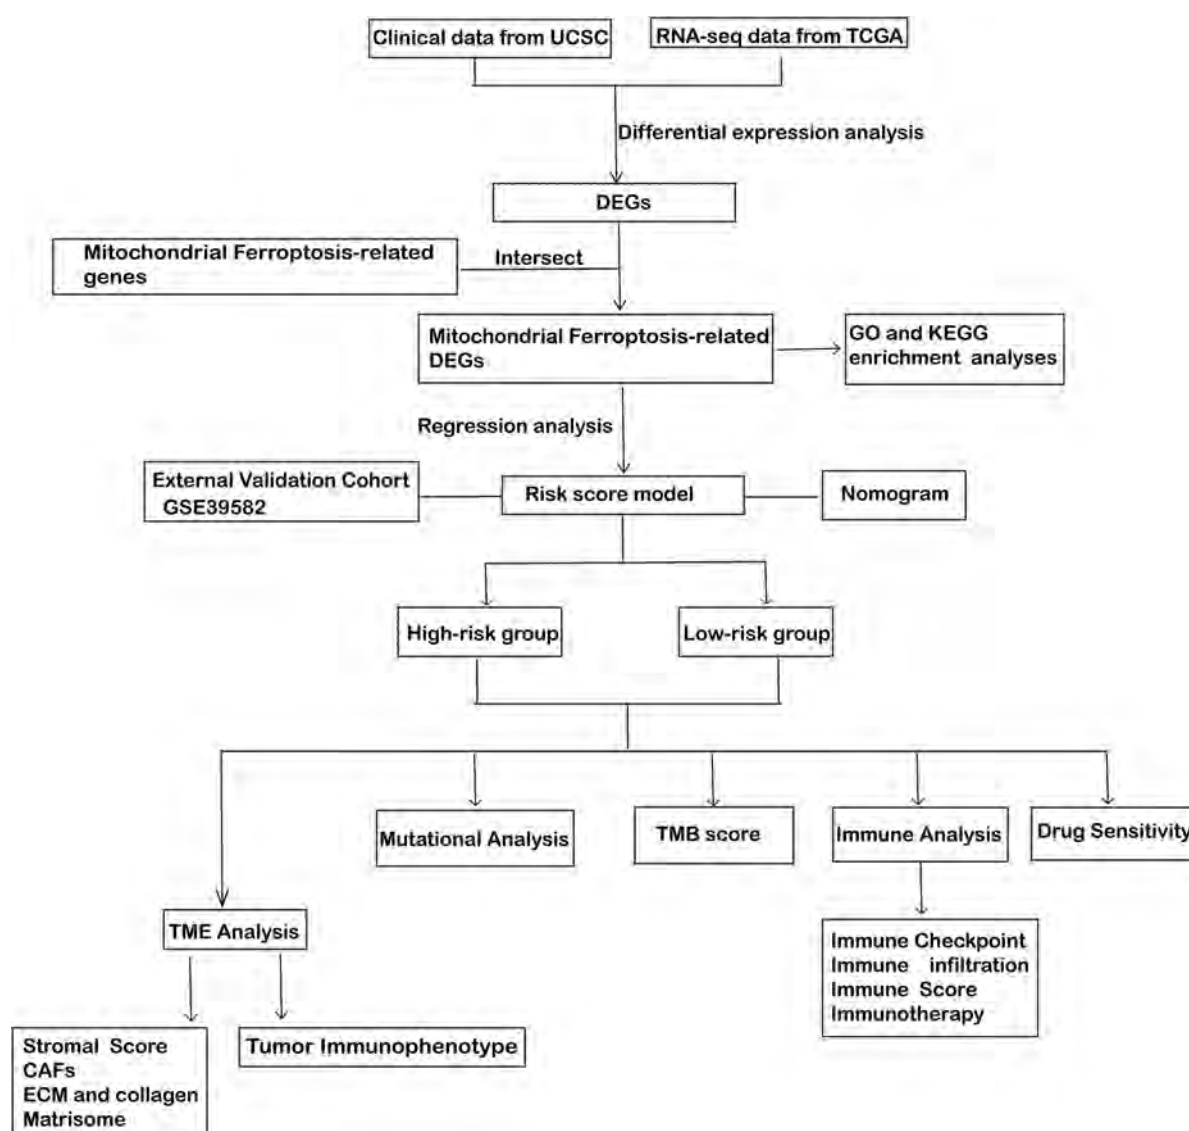 Clinical data from UCSC
RNA-seq data from TCGA
Differential expression analysis
DEGs
Mitochondrial Ferroptosis-related
genes
Intersect
Mitochondrial Ferroptosis-related
DEGs
GO and KEGG
enrichment analyses
Regression analysis
External Validation Cohort
GSE39582
Risk score model
Nomogram
High-risk group
Low-risk group
Mutational Analysis
TMB score
Immune Analysis
Drug Sensitivity
TME Analysis
Immune Checkpoint
Immune infiltration
Immune Score
Immunotherapy
Stromal Score
CAFs
ECM and collagen
Matrisome
Tumor Immunophenotype